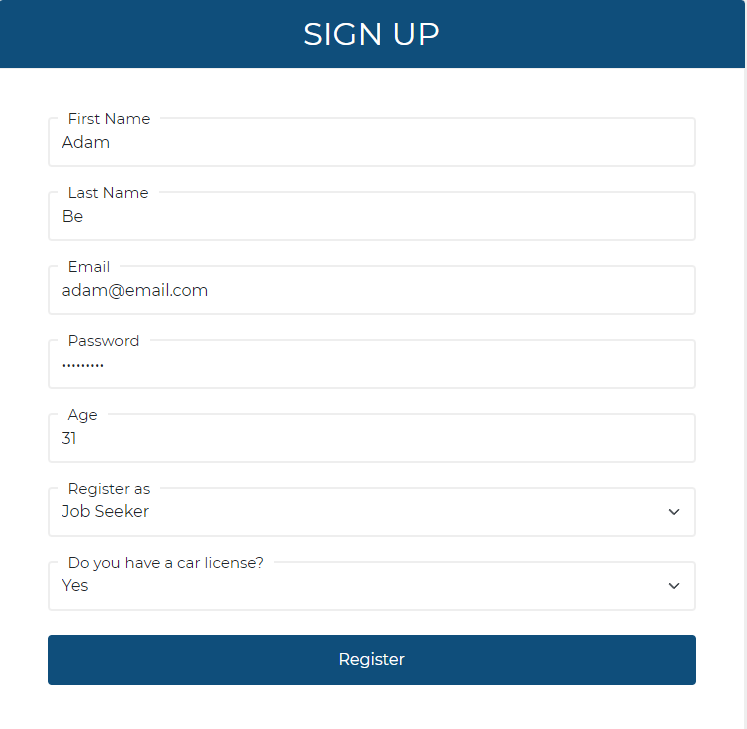 SIGN UP
First Name
Adam
Last Name
Be
Email
adam@email.com
Password
•••••••••
Age
31
Register as
Job Seeker
Do you have a car license?
Yes
Register